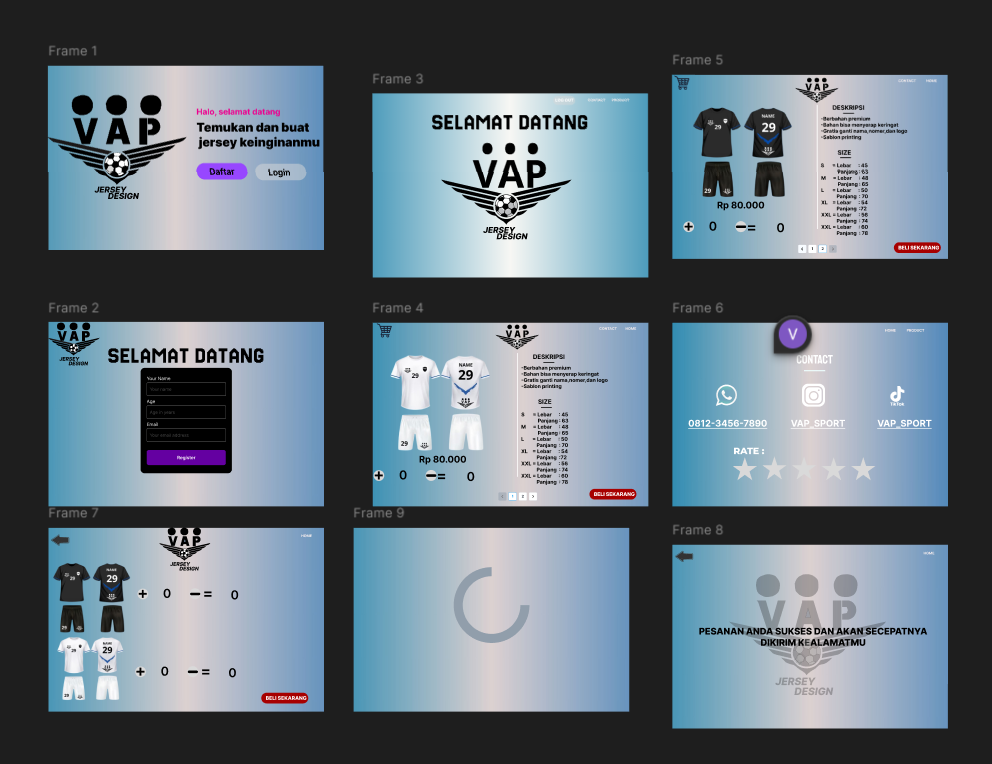 Frame 1
VAP
JERSEY
DESIGN
Halo, selamat datang
Temukan dan buat
jersey keinginanmu
Daftar
Login
Frame 3
CONTACT
PRODUCT
SELAMAT DATANG
VAP
JERSEY
DESIGN
Frame 5
CONTACT
HOME
VAP
29
NAME
29
29
Rp 80.000
0
=
0
DESKRIPSI
-Berbahan premium
-Bahan bisa menyerap keringat
-Gratis ganti nama,nomer,dan logo
-Sablon printing
SIZE
S = Lebar : 45
Panjang : 63
M = Lebar : 48
Panjang : 65
L = Lebar : 50
Panjang : 70
XL = Lebar : 54
Panjang :72
XXL = Lebar : 56
Panjang : 74
XXL = Lebar : 60
Panjang : 78
< 1 2 >
BELI SEKARANG
Frame 2
VAP
JERSEY
DESIGN
SELAMAT DATANG
Your Name
Your name
Age
Age in years
Email
Your email address
Register
Frame 4
CONTACT
HOME
VAP
29
NAME
29
29
Rp 80.000
0
=
0
DESKRIPSI
-Berbahan premium
-Bahan bisa menyerap keringat
-Gratis ganti nama,nomer,dan logo
-Sablon printing
SIZE
S = Lebar : 45
Panjang : 63
M = Lebar : 48
Panjang : 65
L = Lebar : 50
Panjang : 70
XL = Lebar : 54
Panjang :72
XXL = Lebar : 56
Panjang : 74
XXL = Lebar : 60
Panjang : 78
< 1 2 >
BELI SEKARANG
Frame 6
V
HOME
PRODUCT
CONTACT
TikTok
0812-3456-7890
VAP_SPORT
VAP_SPORT
RATE :
Frame 7
HOME
VAP
JERSEY
DESIGN
29
NAME
29
29
+ 0 - = 0
29
NAME
29
29
+ 0 - = 0
BELI SEKARANG
Frame 9
Frame 8
HOME
VAP
PESANAN ANDA SUKSES DAN AKAN SECEPATNYA
DIKIRIM KEALAMATMU
JERSEY
DESIGN